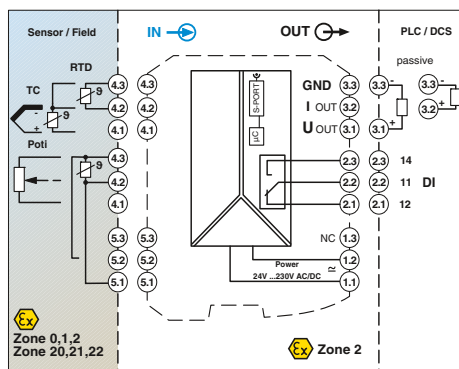 Sensor / Field
IN
OUT
PLC / DCS
RTD
TC
- ϑ
+
ϑ
4.3 4.3
4.2 4.2
4.1 4.1
Poti
ϑ
4.3
4.2
4.1
5.3 5.3
5.2 5.2
5.1 5.1
S-PORT
µC
passive
GND 3.3 3.3 - 3.3 -
I OUT 3.2 3.2 +
U OUT 3.1 3.1 +
2.3 2.3 14
2.2 2.2 11 DI
2.1 2.1 12
NC 1.3
Power ≃ 1.2
24V ...230V AC/DC 1.1
Ex
Zone 0,1,2
Zone 20,21,22
Ex Zone 2